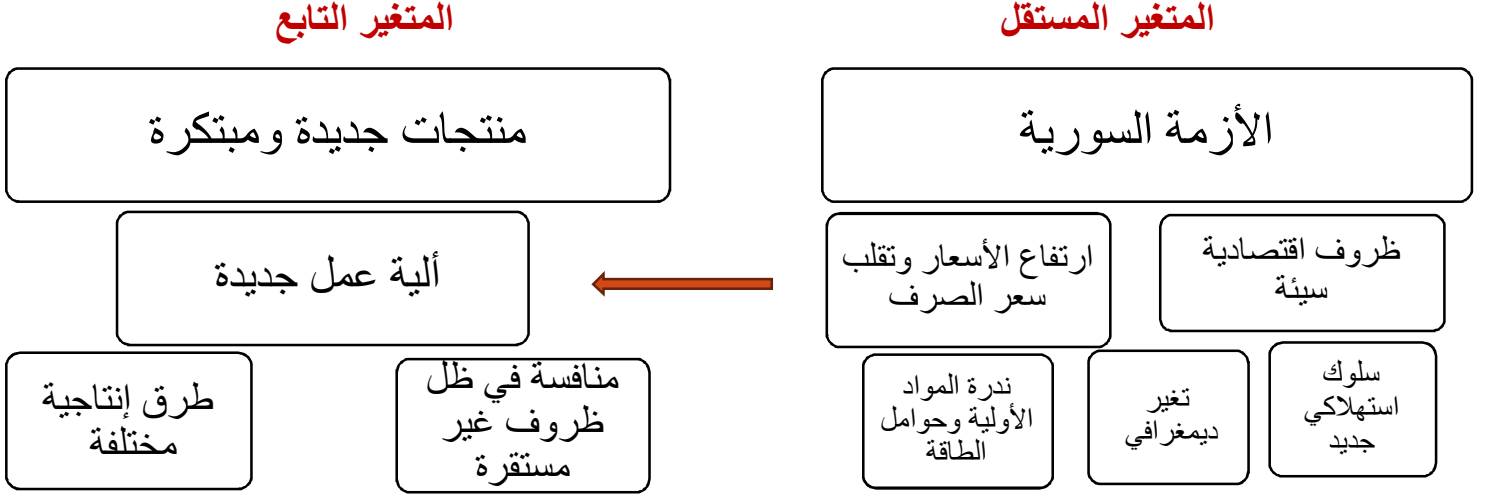 المتغير المستقل
المتغير التابع
الأزمة السورية
منتجات جديدة ومبتكرة
ظروف اقتصادية
سيئة
ارتفاع الأسعار وتقلب
سعر الصرف
ألية عمل جديدة
سلوك
استهلاكي
جديد
تغير
ديمغرافي
ندرة المواد
الأولية وحوامل
الطاقة
منافسة في ظل
ظروف غير
مستقرة
طرق إنتاجية
مختلفة